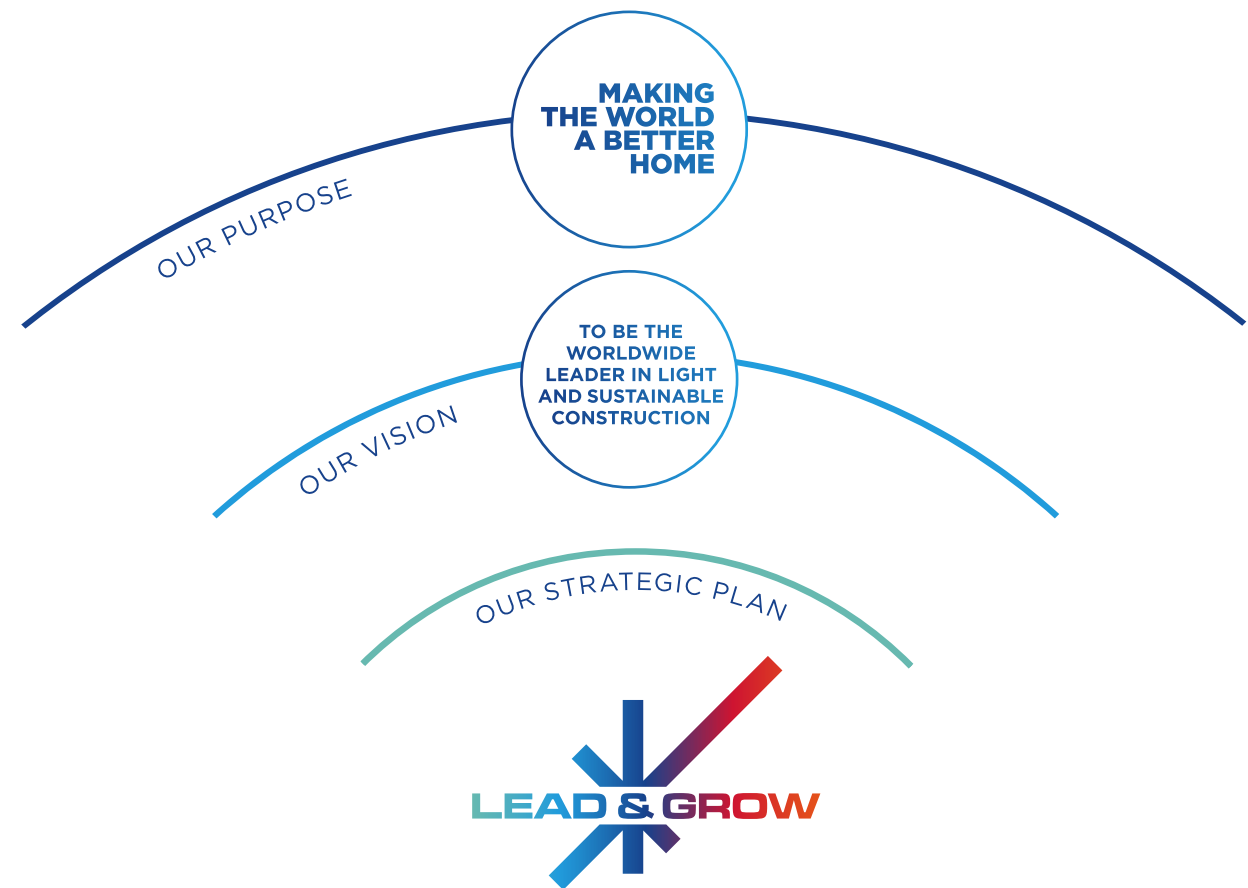 MAKING
THE WORLD
A BETTER
HOME
OUR PURPOSE
TO BE THE
WORLDWIDE
LEADER IN LIGHT
AND SUSTAINABLE
CONSTRUCTION
OUR VISION
OUR STRATEGIC PLAN
LEAD & GROW